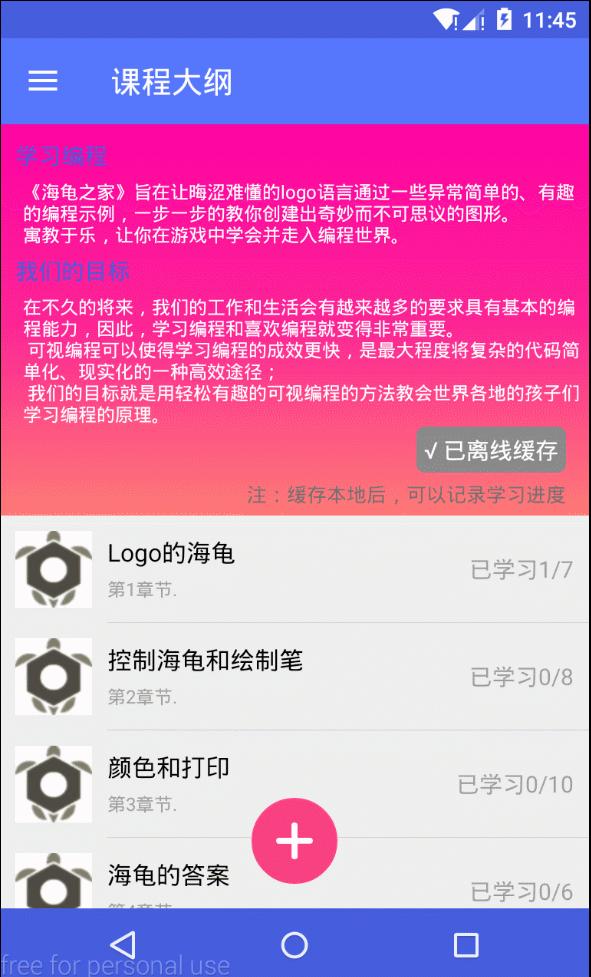 11:45
课程大纲
学习编程
《海龟之家》旨在让晦涩难懂的logo语言通过一些异常简单的、有趣
的编程示例，一步一步的教你创建出奇妙而不可思议的图形。
寓教于乐，让你在游戏中学会并走入编程世界。
我们的目标
在不久的将来，我们的工作和生活会有越来越多的要求具有基本的编
程能力，因此，学习编程和喜欢编程就变得非常重要。
可视编程可以使得学习编程的成效更快，是最大程度将复杂的代码简
单化、现实化的一种高效途径；
我们的目标就是用轻松有趣的可视编程的方法教会世界各地的孩子们
学习编程的原理。
√ 已离线缓存
注：缓存本地后，可以记录学习进度
Logo的海龟
已学习1/7
第1章节.
控制海龟和绘制笔
已学习0/8
第2章节.
颜色和打印
已学习0/10
第3章节.
海龟的答案
已学习0/6
第4章节.
free for personal use